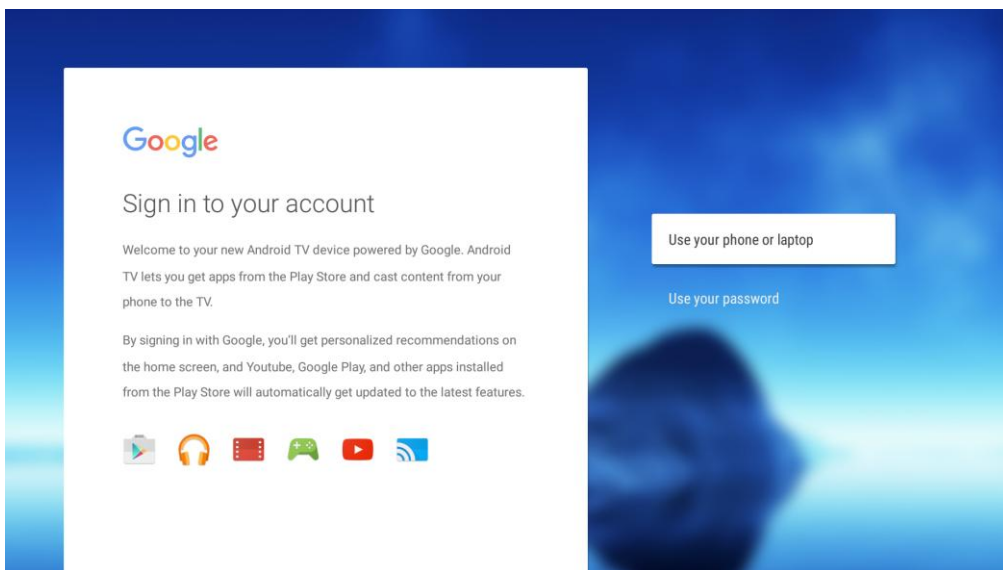 Google
Sign in to your account
Welcome to your new Android TV device powered by Google. Android
TV lets you get apps from the Play Store and cast content from your
phone to the TV.
By signing in with Google, you'll get personalized recommendations on
the home screen, and Youtube, Google Play, and other apps installed
from the Play Store will automatically get updated to the latest features.
Use your phone or laptop
Use your password